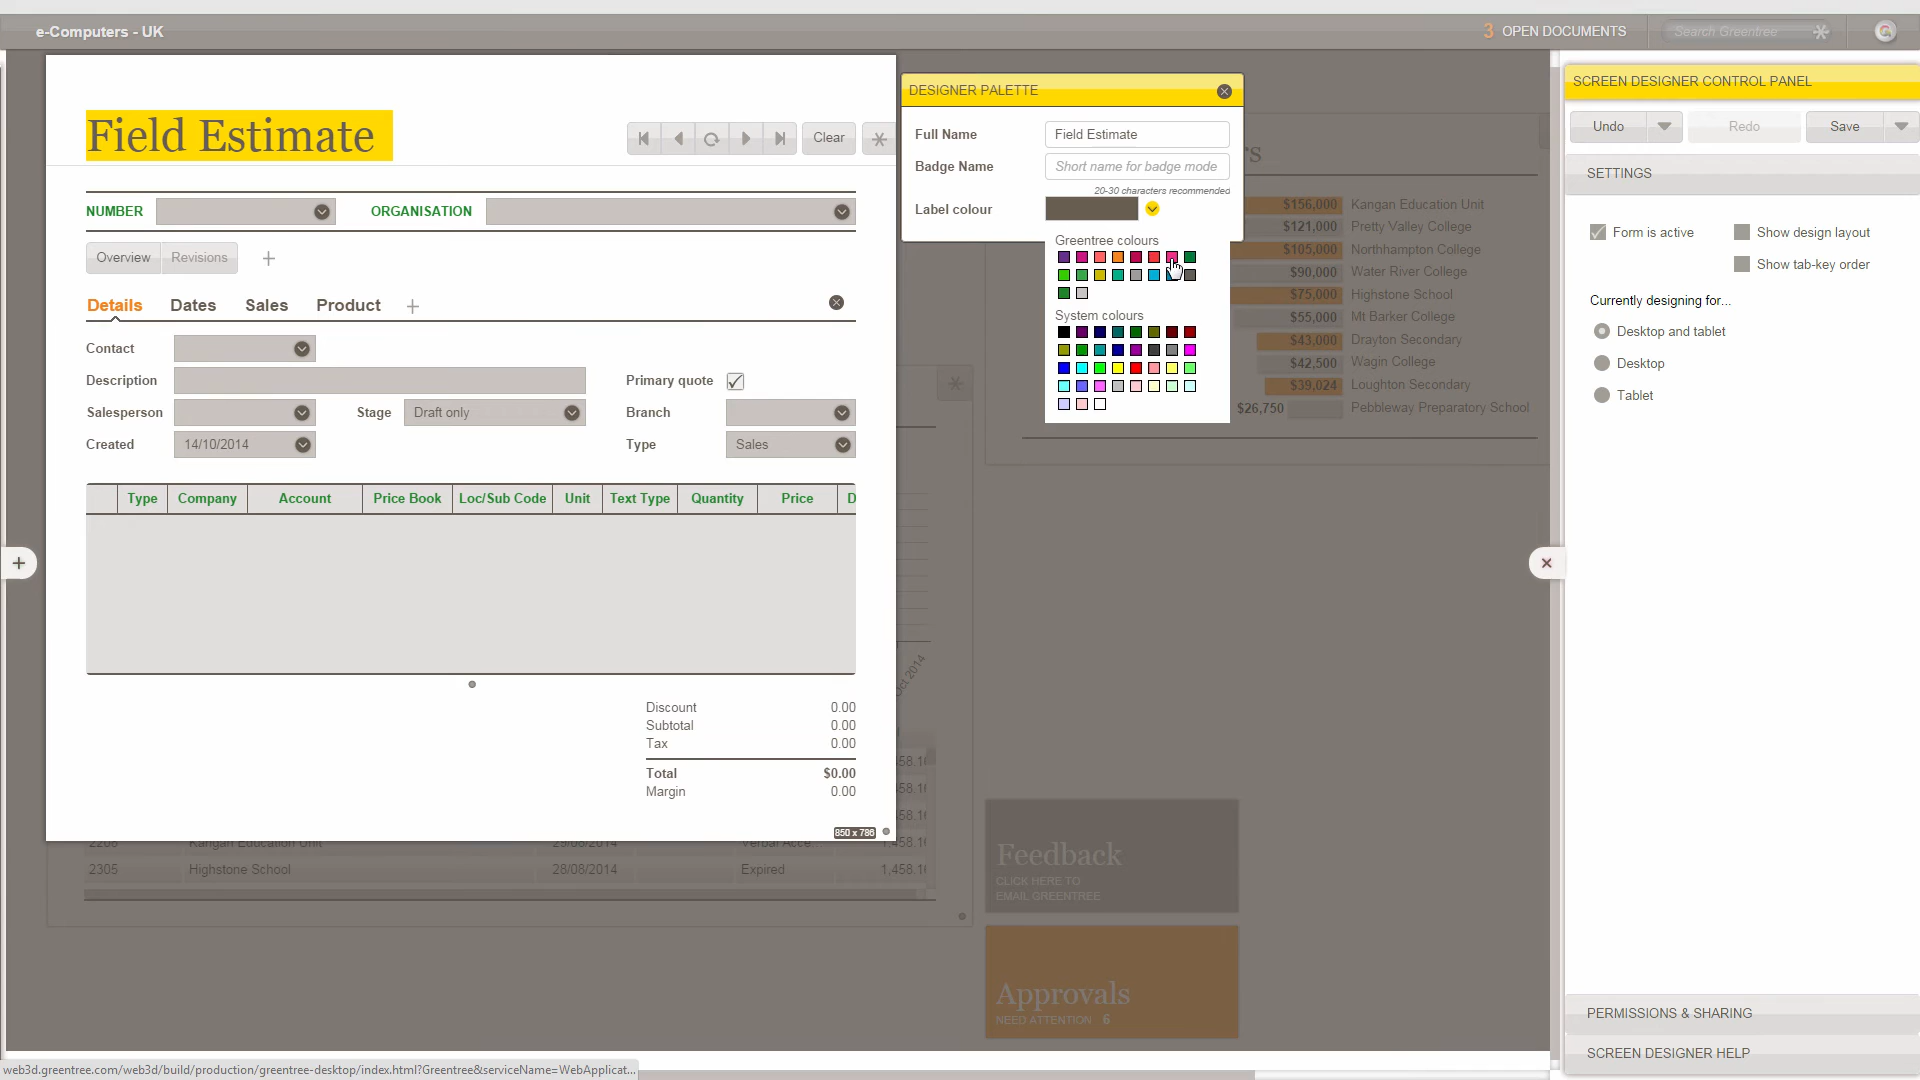 e-Computers - UK
3 OPEN DOCUMENTS
Search Greentree
Field Estimate
Clear
NUMBER
ORGANISATION
Overview
Revisions
Details
Dates
Sales
Product
Contact
Description
Primary quote
Salesperson
Stage
Draft only
Branch
Created
14/10/2014
Type
Sales
Type
Company
Account
Price Book
Loc/Sub Code
Unit
Text Type
Quantity
Price
D
Discount 0.00
Subtotal 0.00
Tax 0.00
Total $0.00
Margin 0.00
850 x 786
DESIGNER PALETTE
Full Name
Field Estimate
Badge Name
Short name for badge mode
20-30 characters recommended
Label colour
Greentree colours
System colours
$156,000 Kangan Education Unit
$121,000 Pretty Valley College
$105,000 Northhampton College
$90,000 Water River College
$75,000 Highstone School
$55,000 Mt Barker College
$43,000 Drayton Secondary
$42,500 Wagin College
$39,024 Loughton Secondary
$26,750 Pebbleway Preparatory School
Oct 2014
Kangan Education Unit
2305 Highstone School 28/08/2014 Expired
Feedback
CLICK HERE TO
EMAIL GREENTREE
Approvals
NEED ATTENTION 6
SCREEN DESIGNER CONTROL PANEL
Undo
Redo
Save
SETTINGS
Form is active
Show design layout
Show tab-key order
Currently designing for...
Desktop and tablet
Desktop
Tablet
PERMISSIONS & SHARING
SCREEN DESIGNER HELP
web3d.greentree.com/web3d/build/production/greentree-desktop/index.html?Greentree&serviceName=WebApplicat...